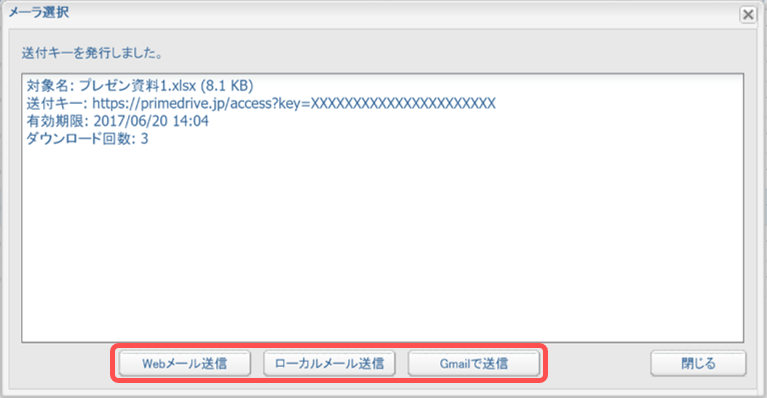 メーラ選択
送付キーを発行しました。
対象名: プレゼン資料1.xlsx (8.1 KB)
送付キー: https://primedrive.jp/access?key=XXXXXXXXXXXXXXXXXXXXXX
有効期限: 2017/06/20 14:04
ダウンロード回数: 3
Webメール送信
ローカルメール送信
Gmailで送信
閉じる